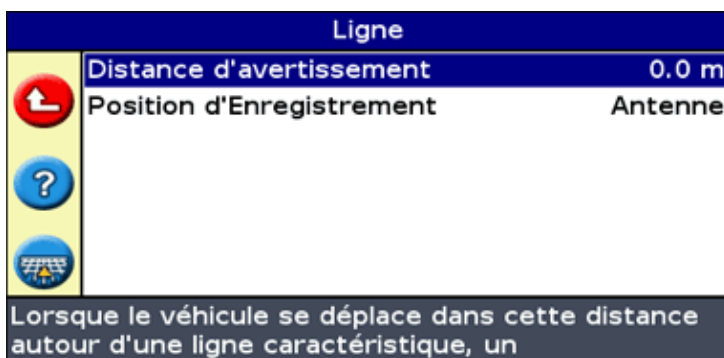 Ligne
Distance d'avertissement 0.0 m
Position d'Enregistrement Antenne
?
Lorsque le véhicule se déplace dans cette distance
autour d'une ligne caractéristique, un